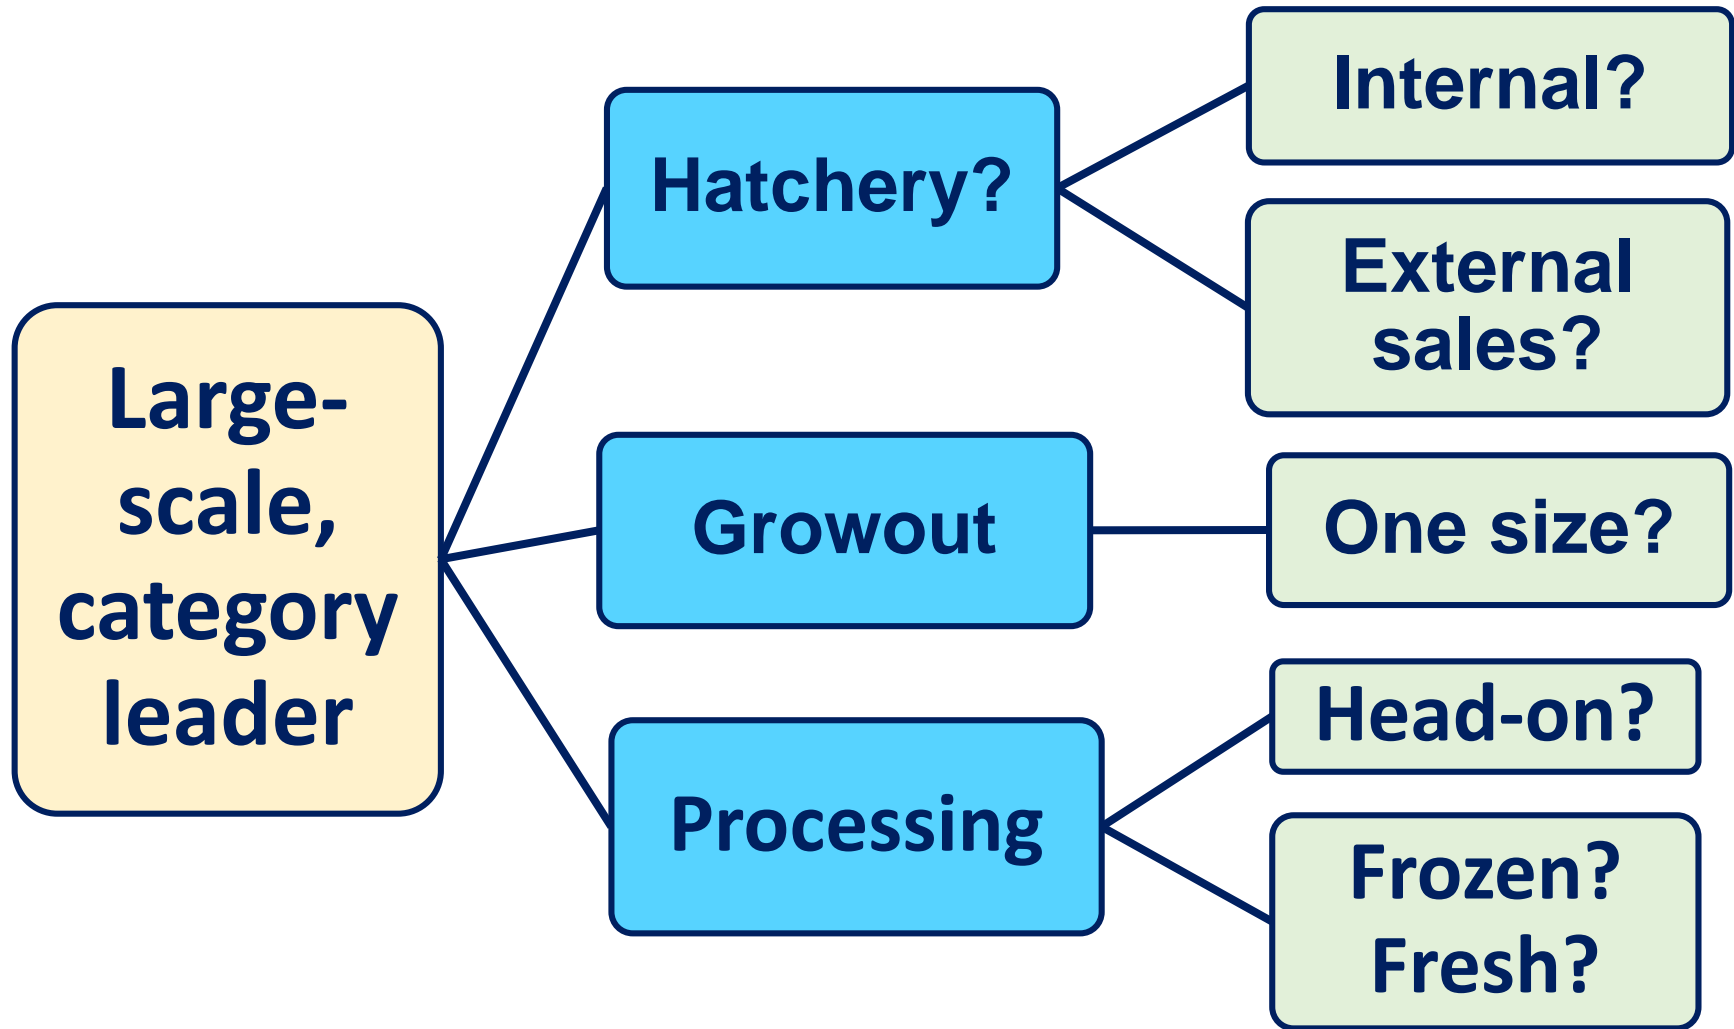 Large-
scale,
category
leader
Hatchery?
Internal?
External
sales?
Growout
One size?
Processing
Head-on?
Frozen?
Fresh?